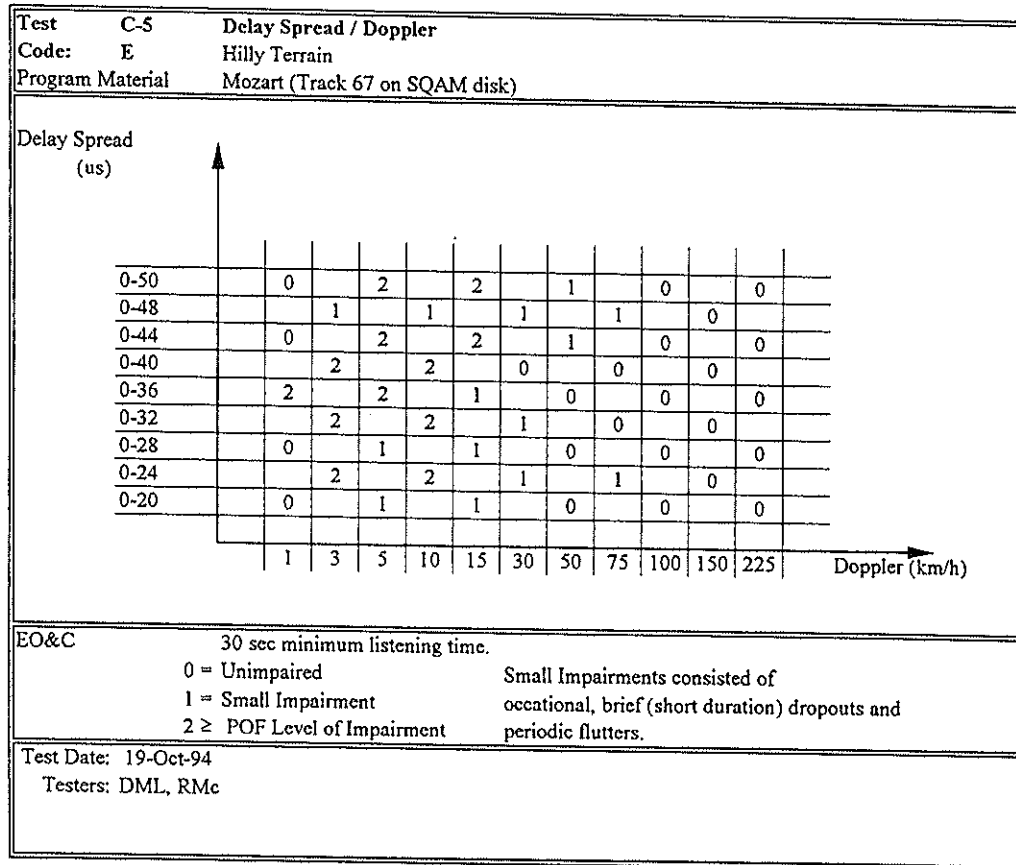 Test C-5 Delay Spread / Doppler
Code: E Hilly Terrain
Program Material Mozart (Track 67 on SQAM disk)
Delay Spread
(us)
0-50 0 2 2 1 0 0
0-48 1 1 1 1 0
0-44 0 2 2 1 0 0
0-40 2 2 0 0 0
0-36 2 2 1 0 0 0
0-32 2 2 1 0 0
0-28 0 1 1 0 0 0
0-24 2 2 1 1 0
0-20 0 1 1 0 0 0
1 3 5 10 15 30 50 75 100 150 225 Doppler (km/h)
EO&C 30 sec minimum listening time.
0 = Unimpaired Small Impairments consisted of
1 = Small Impairment occational, brief (short duration) dropouts and
2 ≥ POF Level of Impairment periodic flutters.
Test Date: 19-Oct-94
Testers: DML, RMc